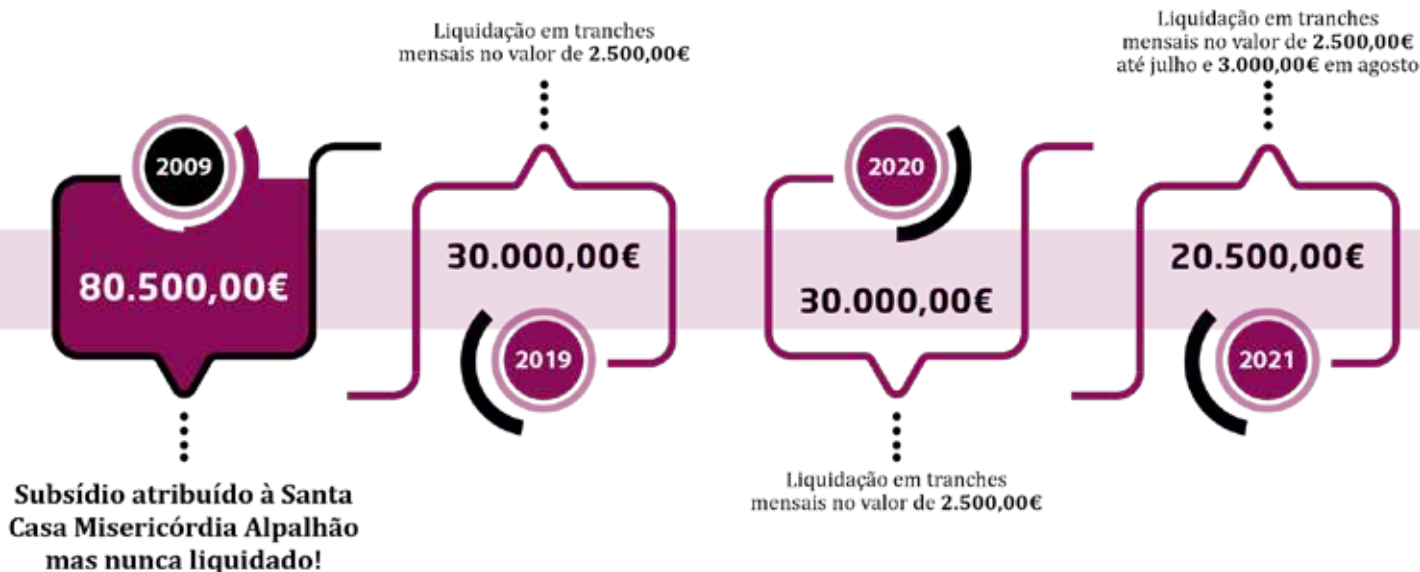 2009
80.500,00€
Subsídio atribuído à Santa
Casa Misericórdia Alpalhão
mas nunca liquidado!
Liquidação em tranches
mensais no valor de 2.500,00€
30.000,00€
2019
2020
30.000,00€
Liquidação em tranches
mensais no valor de 2.500,00€
Liquidação em tranches
mensais no valor de 2.500,00€
até julho e 3.000,00€ em agosto
20.500,00€
2021